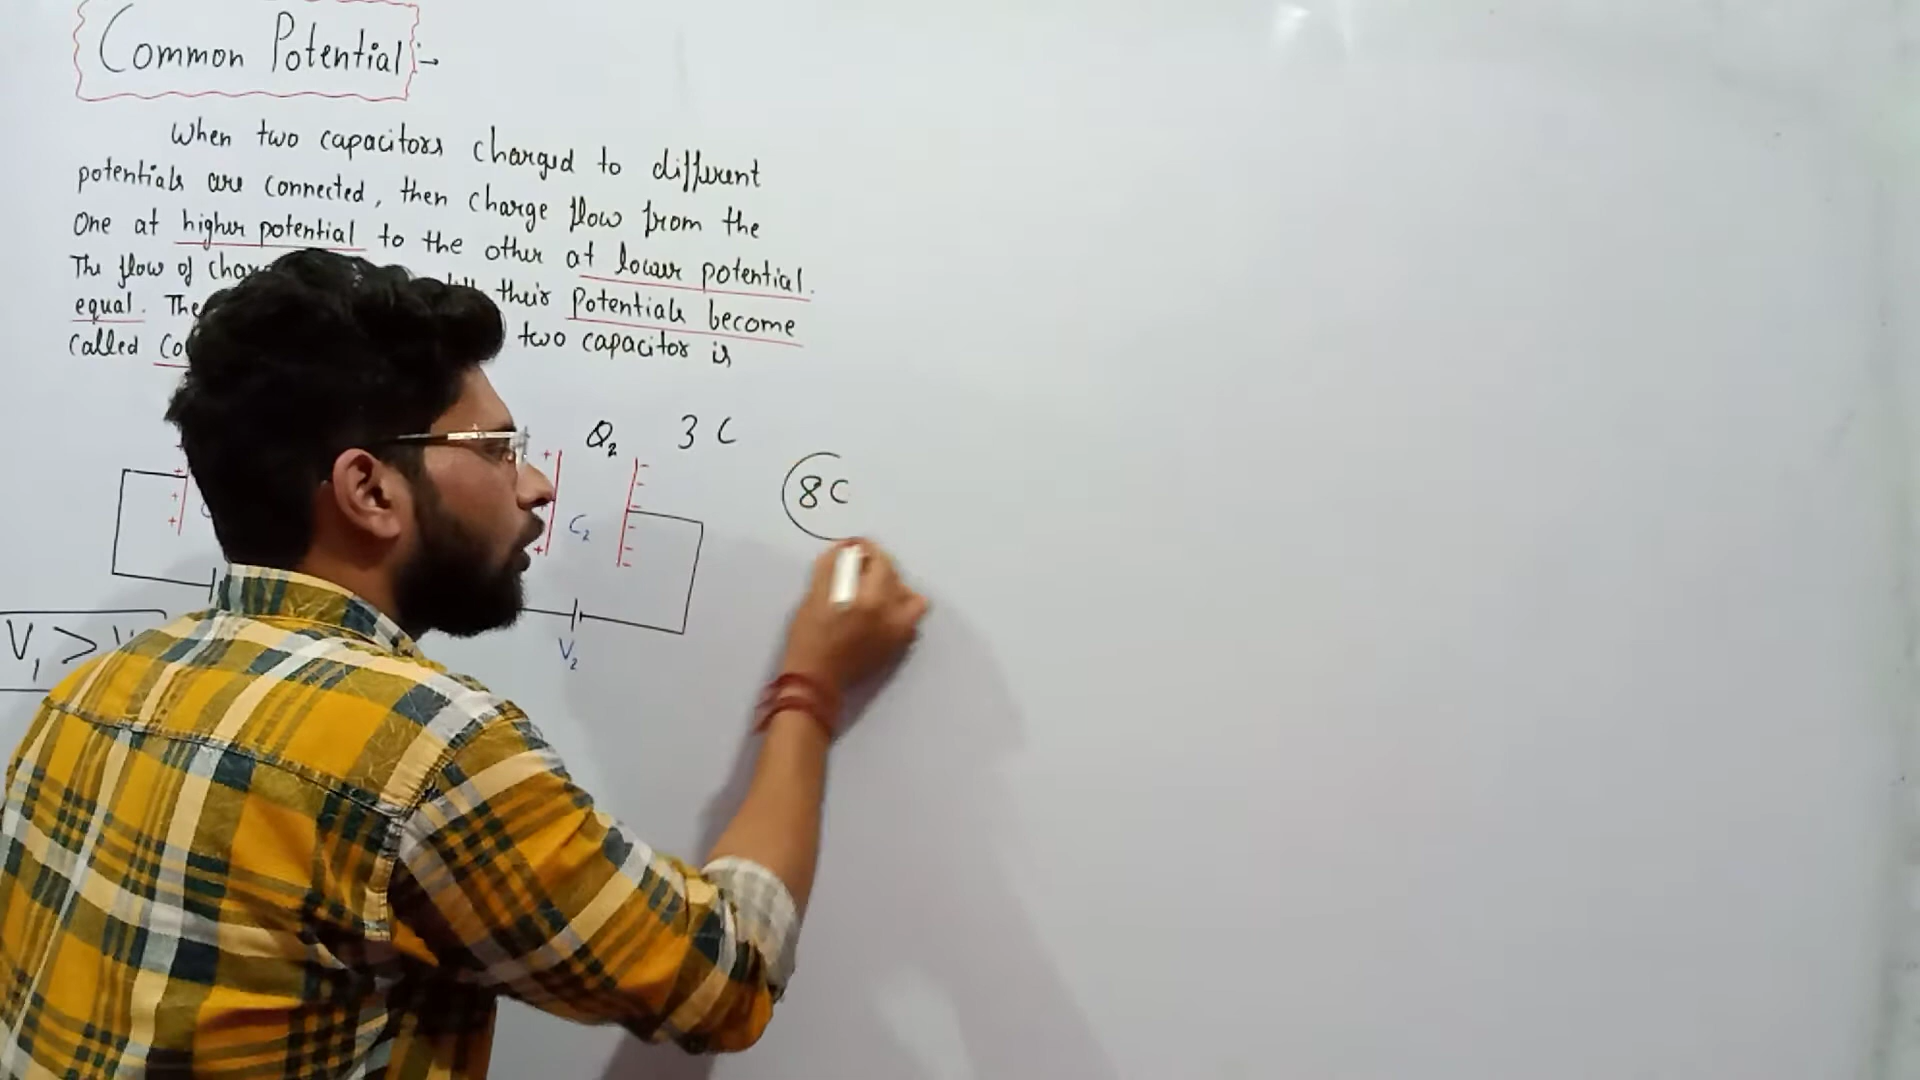 Common Potential :-
When two capacitors charged to different
potentials are connected, then charge flow from the
One at higher potential to the other at lower potential.
The flow of their Potentials become
equal. two capacitor is
called
Q2 3 C
8C
C2
V1 >
V2